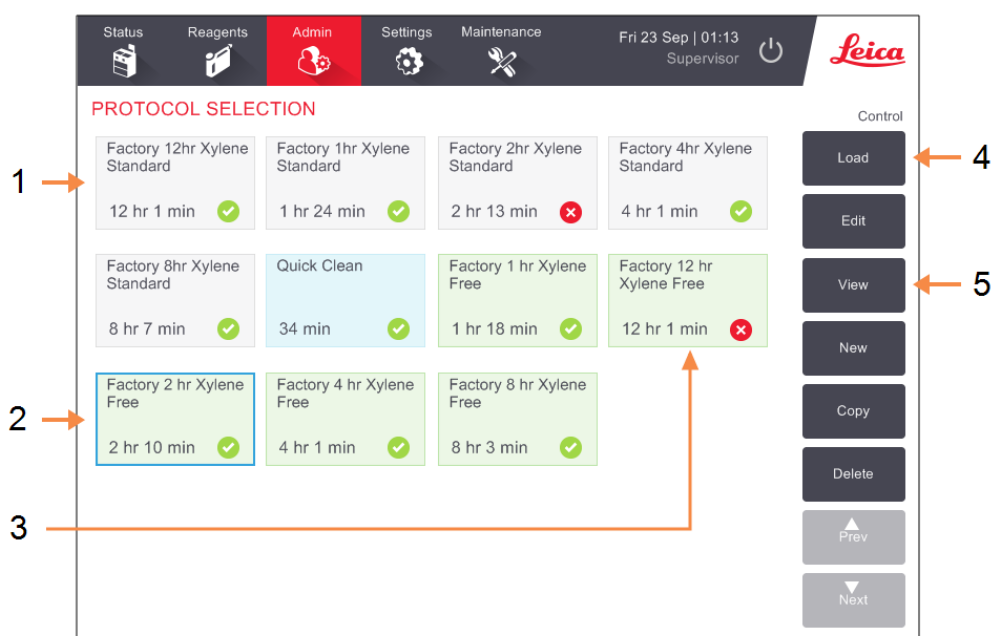 Status Reagents Admin Settings Maintenance Fri 23 Sep | 01:13
Supervisor
Leica
PROTOCOL SELECTION
Control
Factory 12hr Xylene
Standard
12 hr 1 min
Factory 1hr Xylene
Standard
1 hr 24 min
Factory 2hr Xylene
Standard
2 hr 13 min
Factory 4hr Xylene
Standard
4 hr 1 min
Factory 8hr Xylene
Standard
8 hr 7 min
Quick Clean
34 min
Factory 1 hr Xylene
Free
1 hr 18 min
Factory 12 hr
Xylene Free
12 hr 1 min
Factory 2 hr Xylene
Free
2 hr 10 min
Factory 4 hr Xylene
Free
4 hr 1 min
Factory 8 hr Xylene
Free
8 hr 3 min
Load
Edit
View
New
Copy
Delete
Prev
Next
1
2
3
4
5